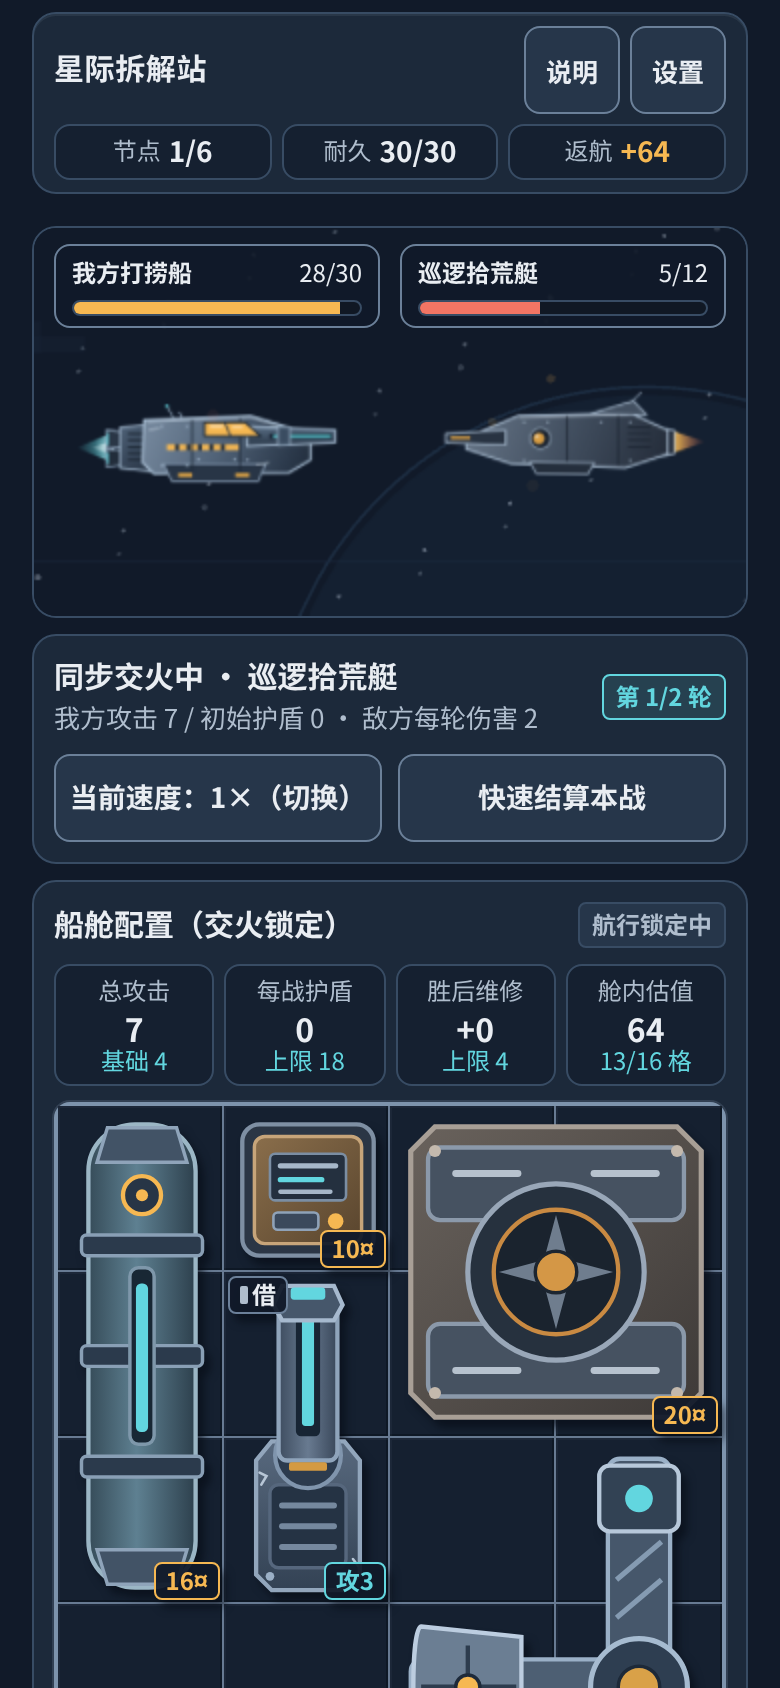 星际拆解站
说明
设置
节点 1/6
耐久 30/30
返航 +64
我方打捞船 28/30
巡逻拾荒艇 5/12
同步交火中 · 巡逻拾荒艇
我方攻击 7 / 初始护盾 0 · 敌方每轮伤害 2
第 1/2 轮
当前速度：1×（切换）
快速结算本战
船舱配置（交火锁定）
航行锁定中
总攻击
7
基础 4
每战护盾
0
上限 18
胜后维修
+0
上限 4
舱内估值
64
13/16 格
10¤
借
20¤
16¤
攻3